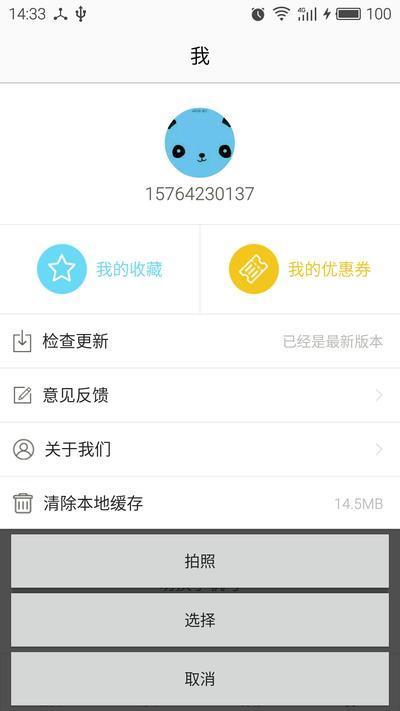 14:33
4G
100
我
15764230137
我的收藏
我的优惠券
检查更新
已经是最新版本
意见反馈
关于我们
清除本地缓存
14.5MB
拍照
选择
取消